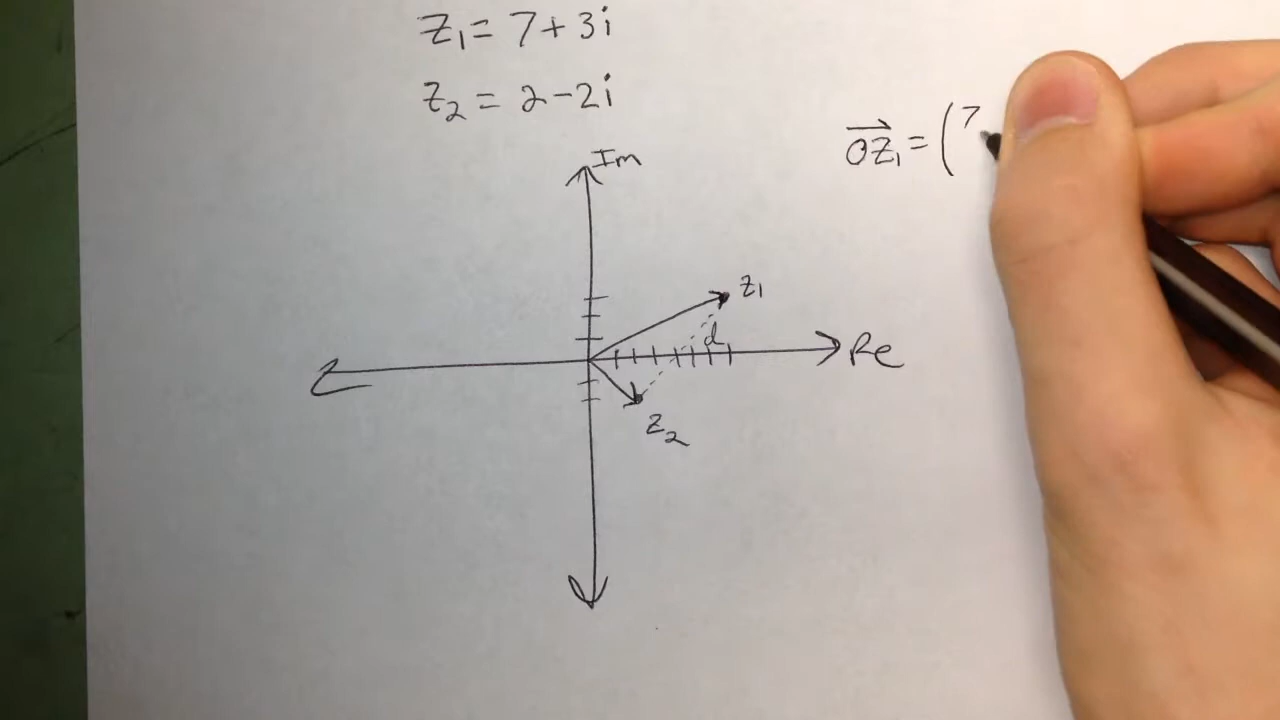 Z₁ = 7 + 3i
Z₂ = 2 - 2i
OZ₁ = ( 7
Im
Z₁
d
Re
Z₂